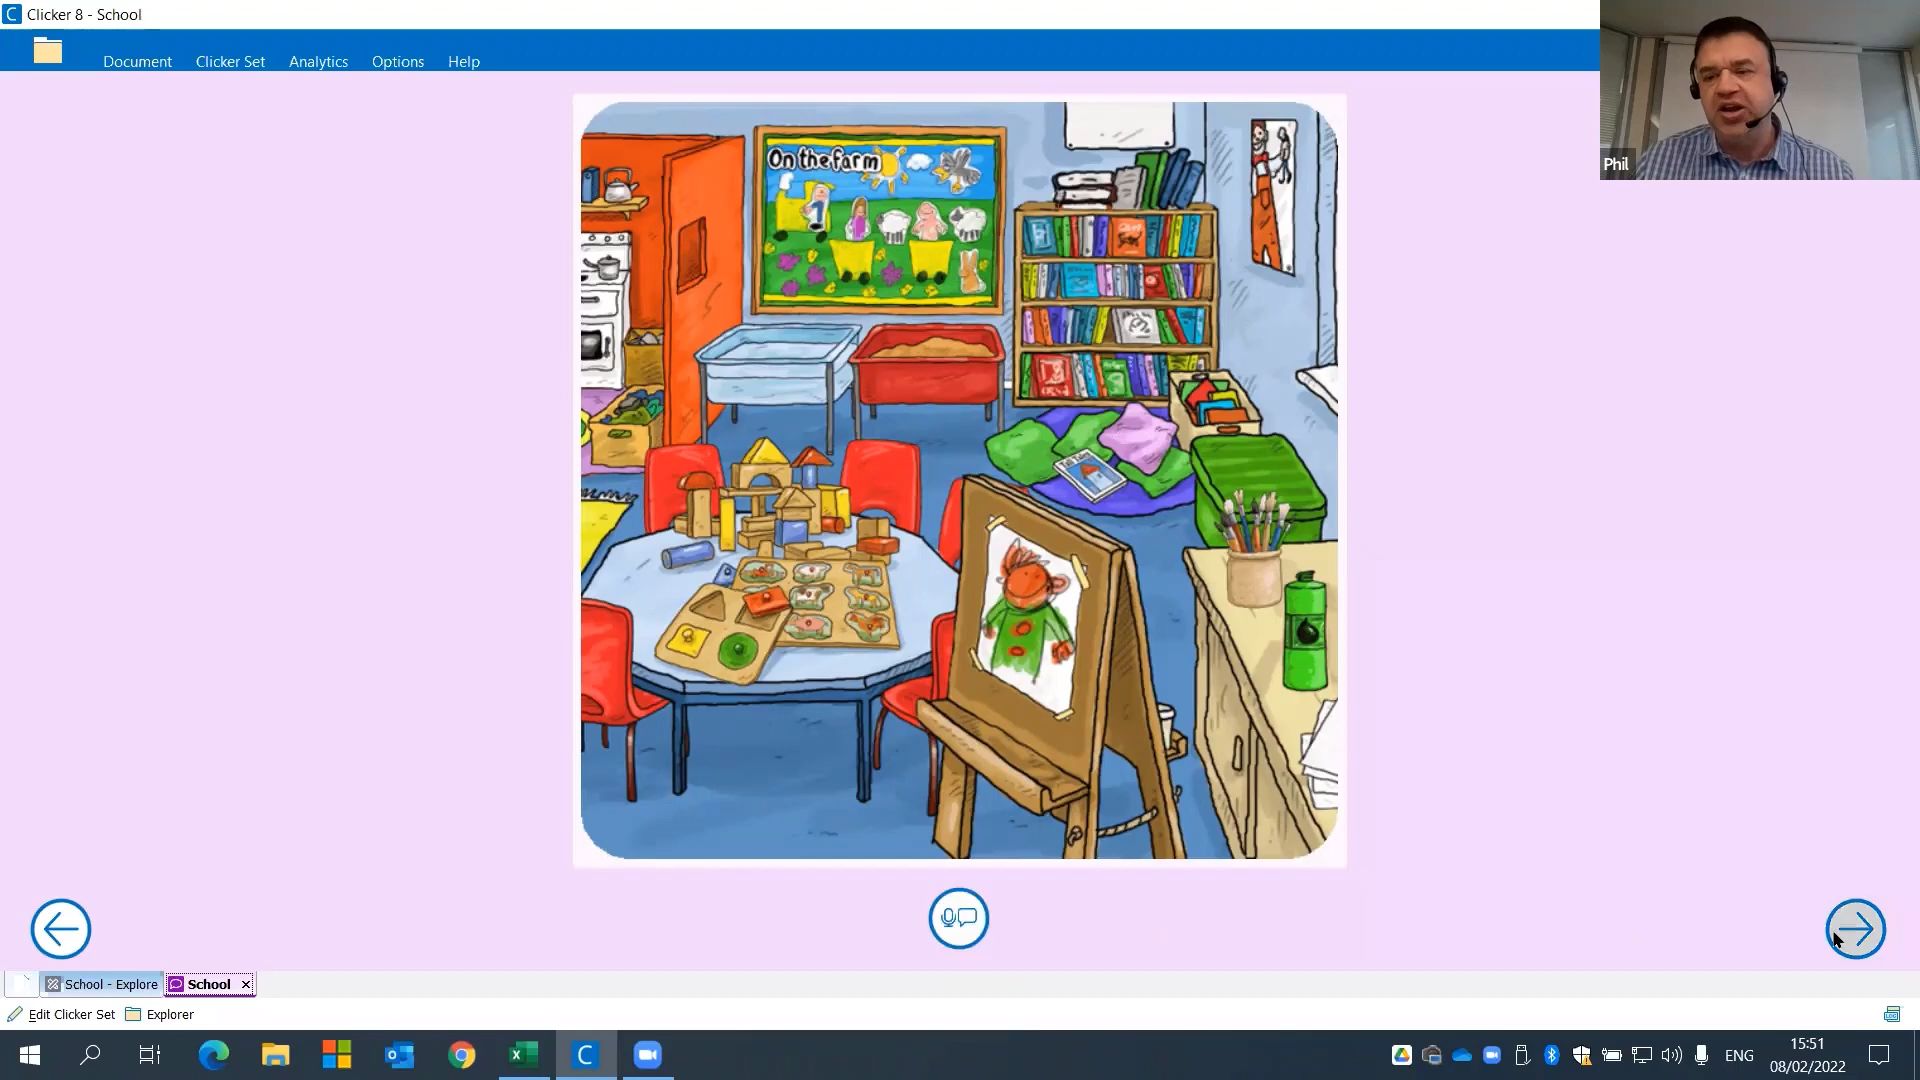 Clicker 8 - School
Document Clicker Set Analytics Options Help
Phil
On the farm
School - Explore School
Edit Clicker Set Explorer
ENG
15:51
08/02/2022